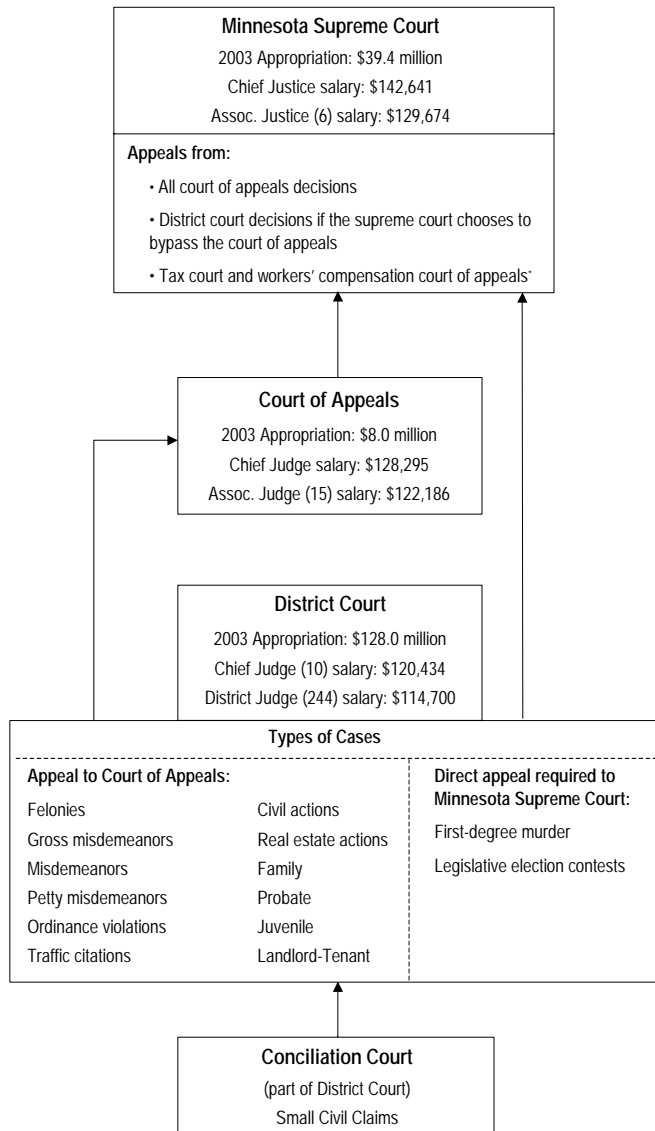 Minnesota Supreme Court
2003 Appropriation: $39.4 million
Chief Justice salary: $142,641
Assoc. Justice (6) salary: $129,674
Appeals from:
• All court of appeals decisions
• District court decisions if the supreme court chooses to
bypass the court of appeals
• Tax court and workers' compensation court of appeals*
Court of Appeals
2003 Appropriation: $8.0 million
Chief Judge salary: $128,295
Assoc. Judge (15) salary: $122,186
District Court
2003 Appropriation: $128.0 million
Chief Judge (10) salary: $120,434
District Judge (244) salary: $114,700
Types of Cases
Appeal to Court of Appeals:
Felonies
Gross misdemeanors
Misdemeanors
Petty misdemeanors
Ordinance violations
Traffic citations
Civil actions
Real estate actions
Family
Probate
Juvenile
Landlord-Tenant
Direct appeal required to
Minnesota Supreme Court:
First-degree murder
Legislative election contests
Conciliation Court
(part of District Court)
Small Civil Claims